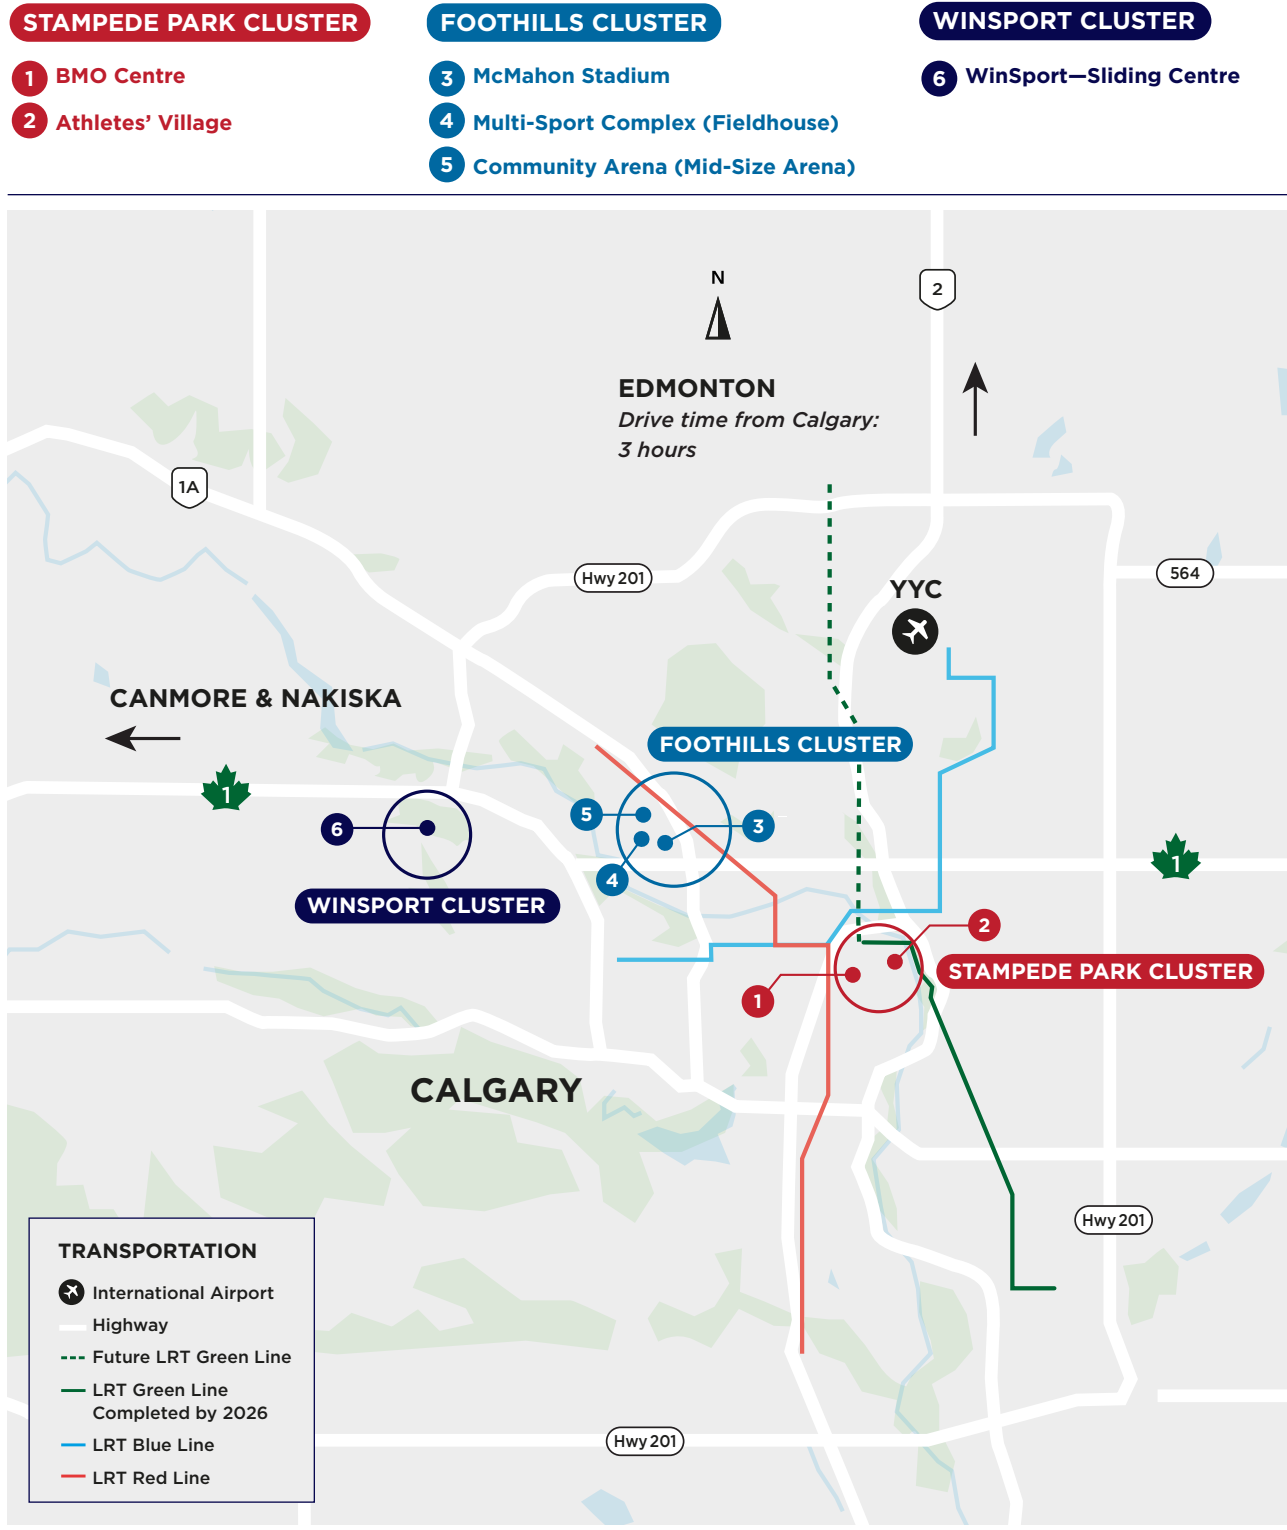 STAMPEDE PARK CLUSTER
1 BMO Centre
2 Athletes’ Village
FOOTHILLS CLUSTER
3 McMahon Stadium
4 Multi-Sport Complex (Fieldhouse)
5 Community Arena (Mid-Size Arena)
WINSPORT CLUSTER
6 WinSport—Sliding Centre
N
2
EDMONTON
Drive time from Calgary:
3 hours
1A
Hwy 201
564
YYC
CANMORE & NAKISKA
1
FOOTHILLS CLUSTER
5
3
4
6
WINSPORT CLUSTER
1
2
STAMPEDE PARK CLUSTER
1
CALGARY
Hwy 201
TRANSPORTATION
International Airport
Highway
Future LRT Green Line
LRT Green Line
Completed by 2026
LRT Blue Line
LRT Red Line
Hwy 201